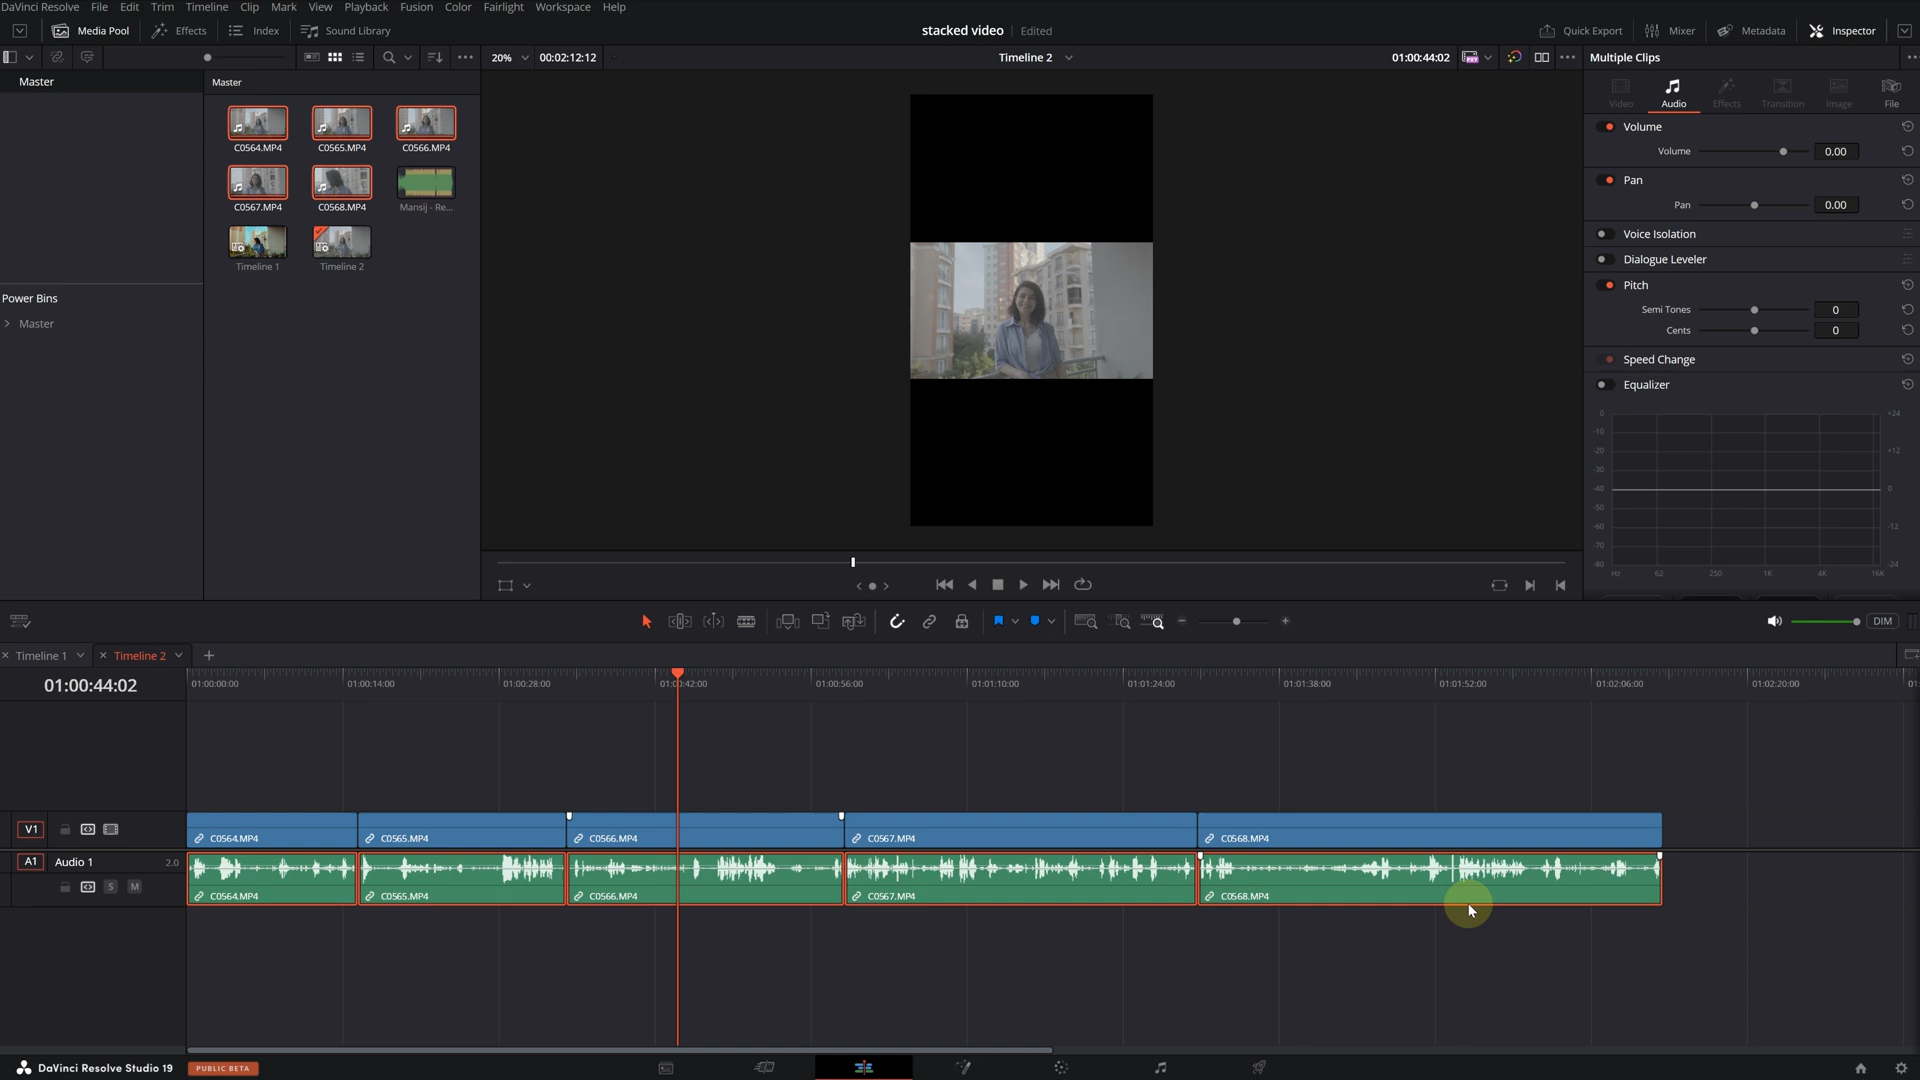 DaVinci Resolve File Edit Trim Timeline Clip Mark View Playback Fusion Color Fairlight Workspace Help
Media Pool Effects Index Sound Library stacked video Edited Quick Export Mixer Metadata Inspector
20% 00:02:12:12 Timeline 2 01:00:44:02 Multiple Clips
Master Master
Video Audio Effects Transition Image File
C0564.MP4 C0565.MP4 C0566.MP4
C0567.MP4 C0568.MP4 Mansij - Re...
Timeline 1 Timeline 2
Power Bins
Master
Volume
Volume 0.00
Pan
Pan 0.00
Voice Isolation
Dialogue Leveler
Pitch
Semi Tones 0
Cents 0
Speed Change
Equalizer
0 +24
-10
-20 +12
-30
-40 0
-50
-60 -12
-70
-80 -24
Hz 62 250 1K 4K 16K
DIM
Timeline 1 Timeline 2
01:00:44:02 01:00:00:00 01:00:14:00 01:00:28:00 01:00:42:00 01:00:56:00 01:01:10:00 01:01:24:00 01:01:38:00 01:01:52:00 01:02:06:00 01:02:20:00 01:
V1 C0564.MP4 C0565.MP4 C0566.MP4 C0567.MP4 C0568.MP4
A1 Audio 1 2.0
S M C0564.MP4 C0565.MP4 C0566.MP4 C0567.MP4 C0568.MP4
DaVinci Resolve Studio 19 PUBLIC BETA